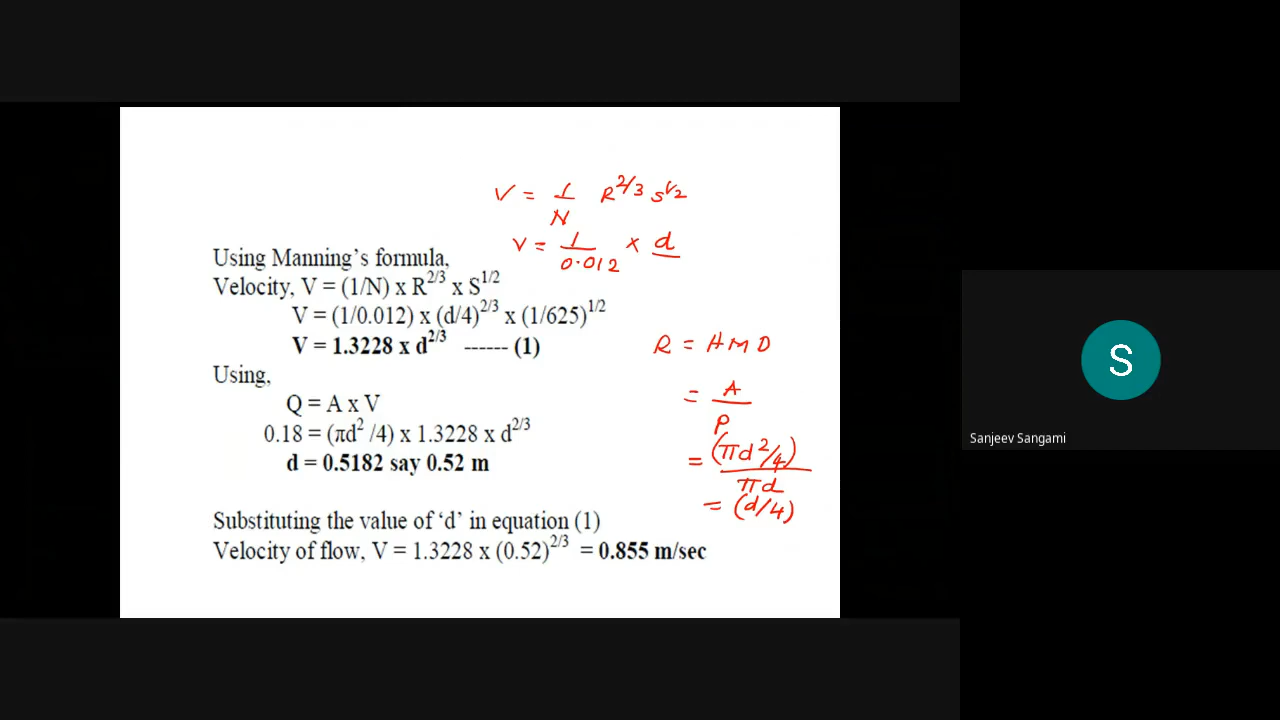 V = 1/N R^2/3 S^1/2
V = 1/0.012 x d
Using Manning's formula,
Velocity, V = (1/N) x R^2/3 x S^1/2
V = (1/0.012) x (d/4)^2/3 x (1/625)^1/2
V = 1.3228 x d^2/3 ------ (1)
Using,
Q = A x V
0.18 = (πd^2 /4) x 1.3228 x d^2/3
d = 0.5182 say 0.52 m
R = HMD
= A/P
= (πd^2/4)/πd
= (d/4)
Substituting the value of 'd' in equation (1)
Velocity of flow, V = 1.3228 x (0.52)^2/3 = 0.855 m/sec
S
Sanjeev Sangami